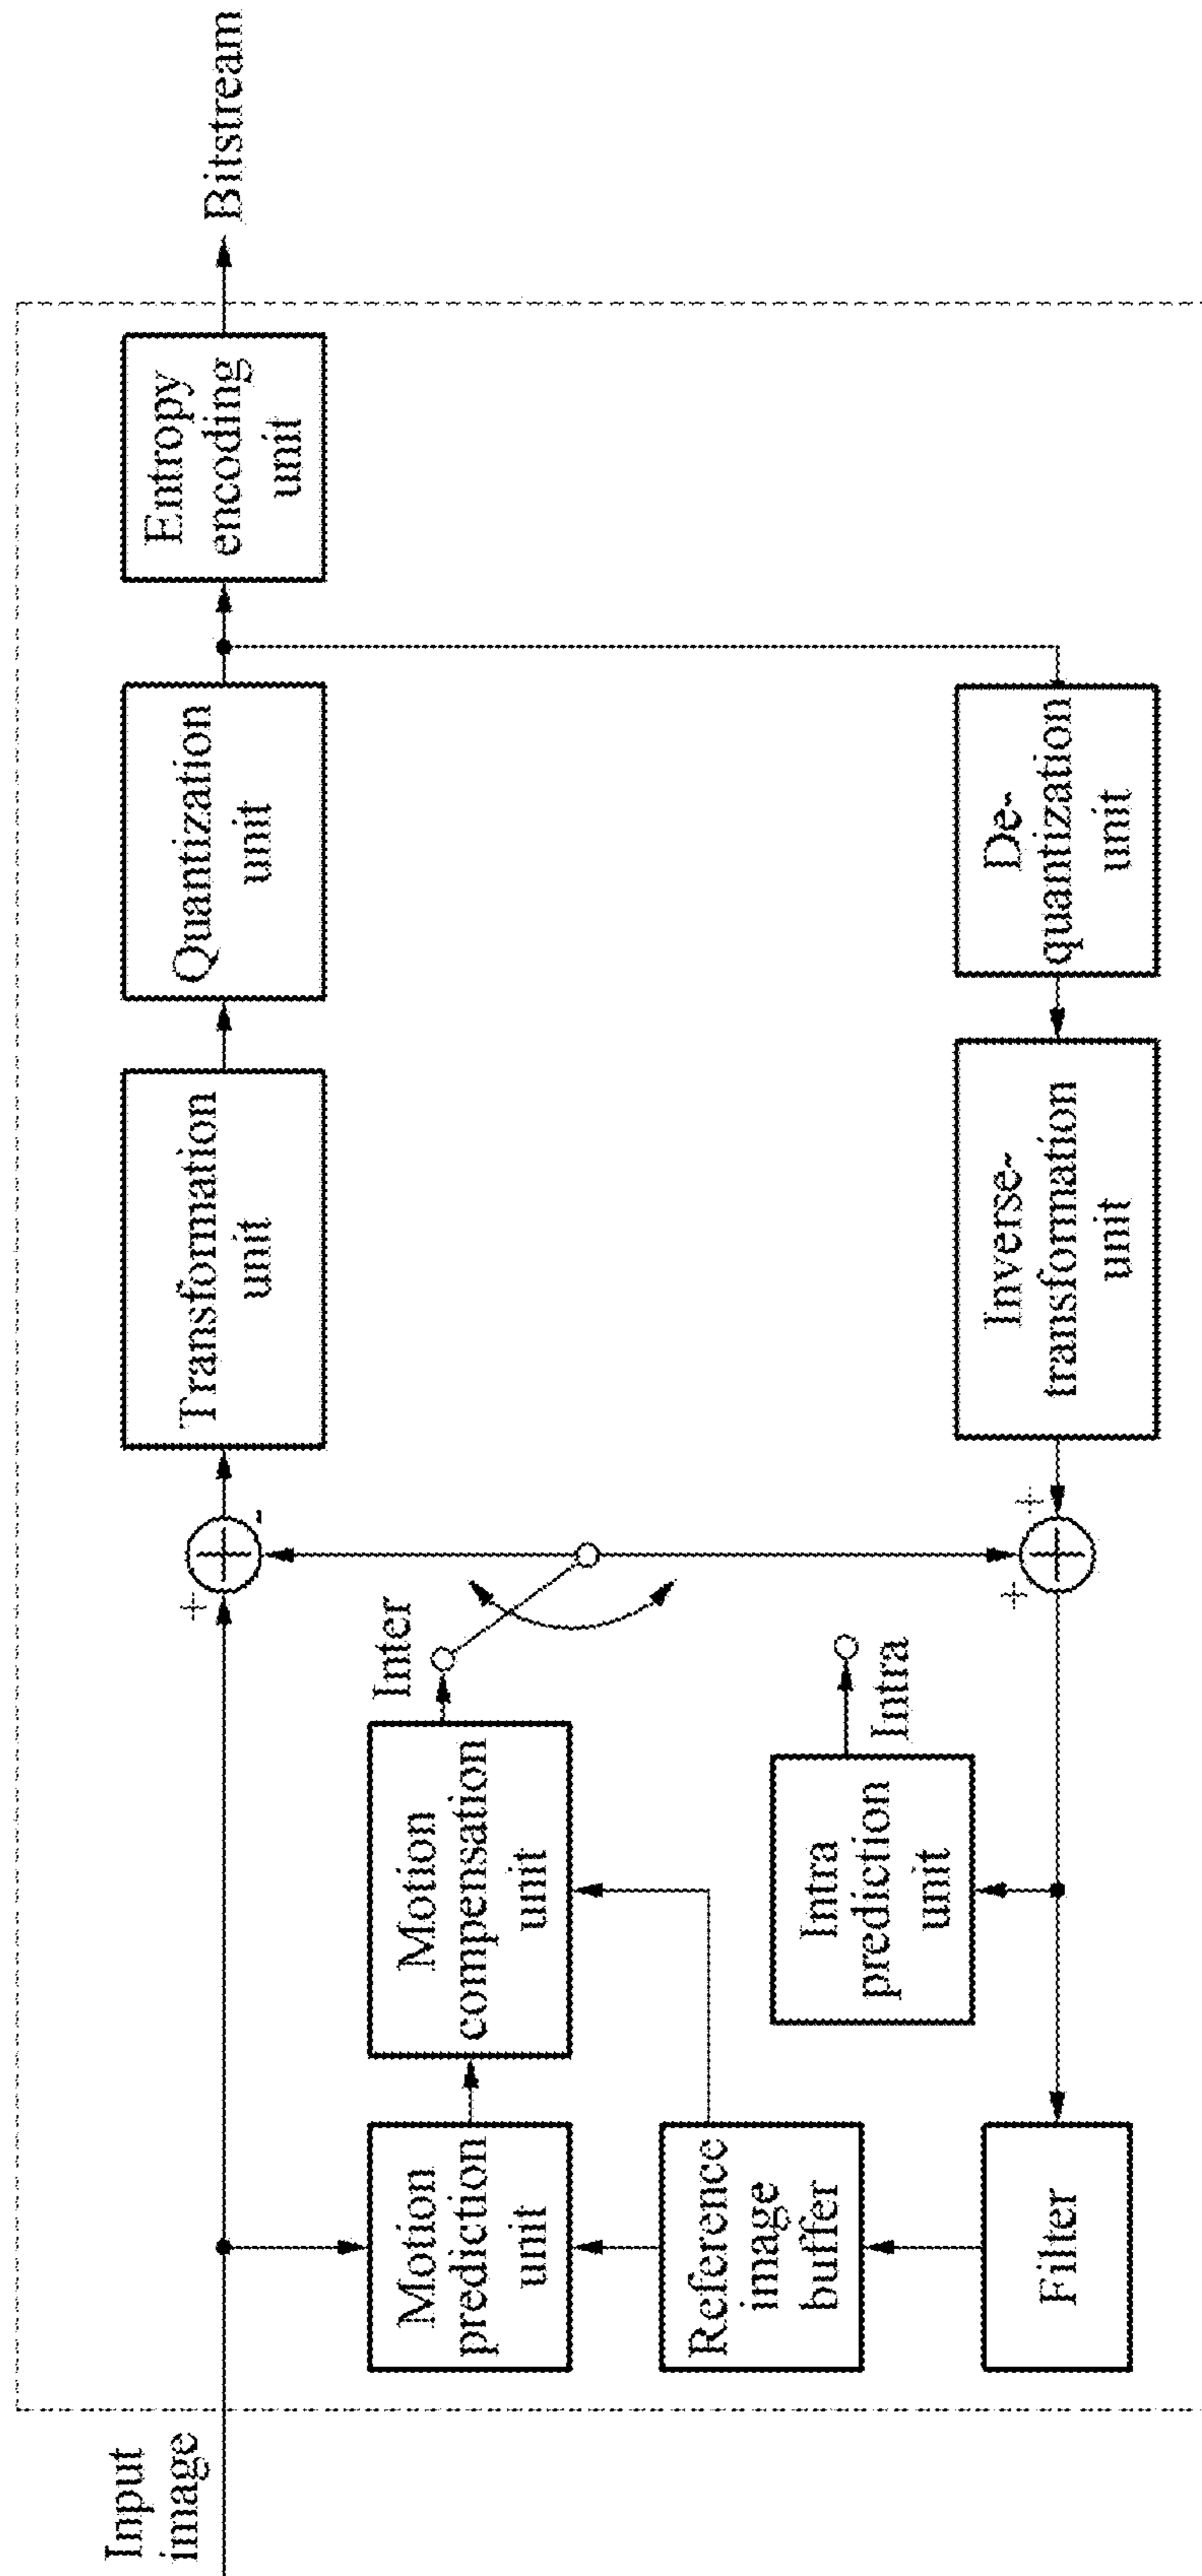 Input
image
+
-
Transformation
unit
Quantization
unit
Entropy
encoding
unit
Bitstream
Motion
prediction
unit
Motion
compensation
unit
Inter
Reference
image
buffer
Intra
prediction
unit
Intra
Filter
+
+
Inverse-
transformation
unit
De-
quantization
unit